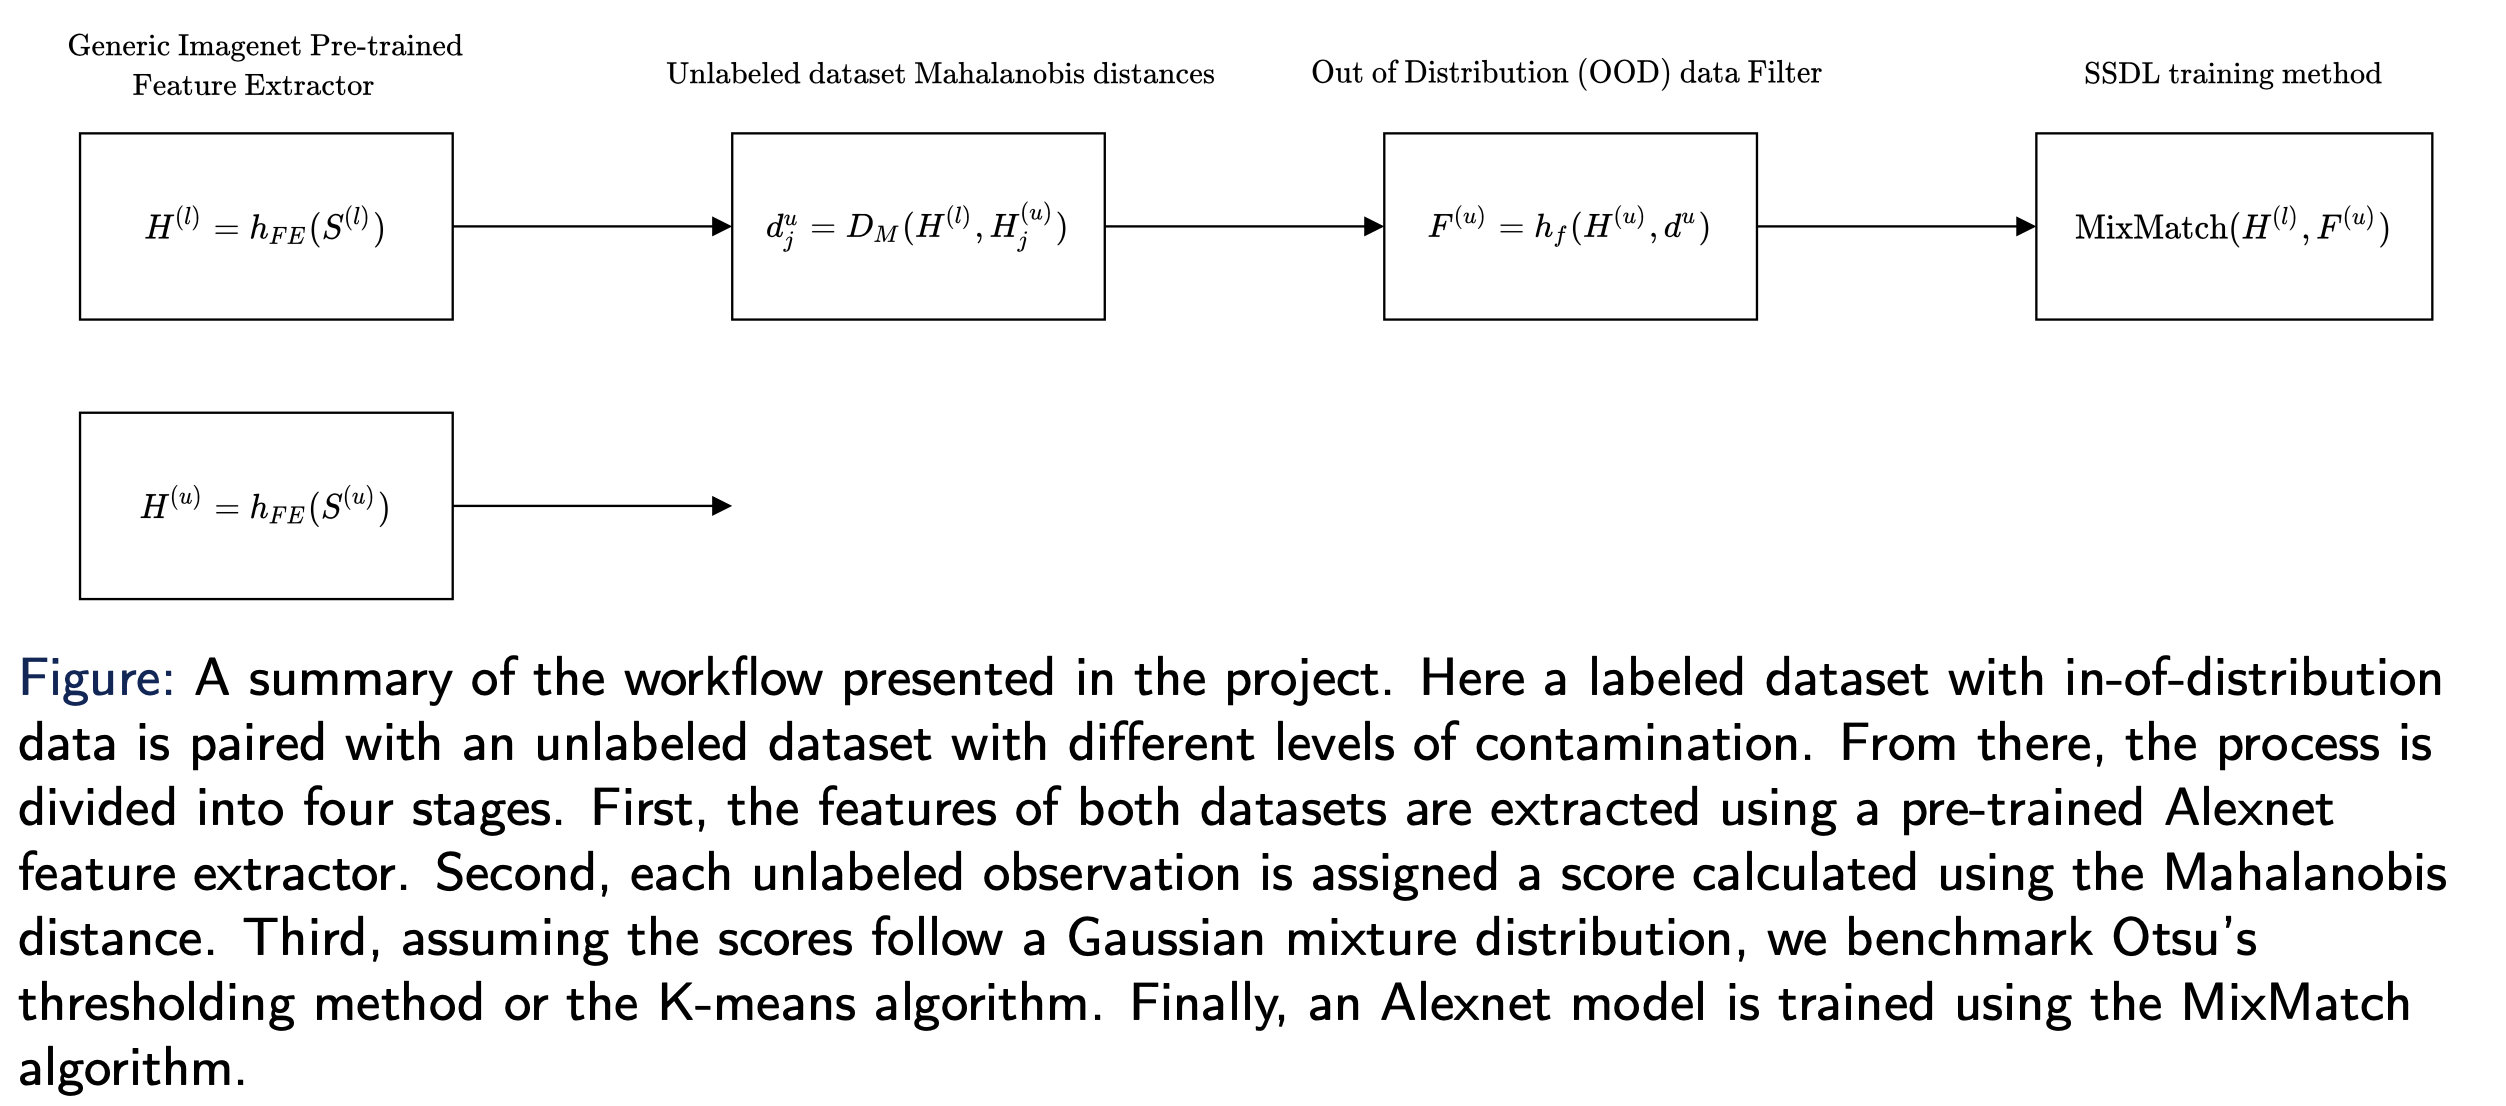 Generic Imagenet Pre-trained
Feature Extractor
Unlabeled dataset Mahalanobis distances
Out of Distribution (OOD) data Filter
SSDL training method
H^{(l)} = h_{FE}(S^{(l)})
d_j^u = D_M(H^{(l)}, H_j^{(u)})
F^{(u)} = h_f(H^{(u)}, d^u)
MixMatch(H^{(l)}, F^{(u)})
H^{(u)} = h_{FE}(S^{(u)})
Figure: A summary of the workflow presented in the project. Here a labeled dataset with in-of-distribution
data is paired with an unlabeled dataset with different levels of contamination. From there, the process is
divided into four stages. First, the features of both datasets are extracted using a pre-trained Alexnet
feature extractor. Second, each unlabeled observation is assigned a score calculated using the Mahalanobis
distance. Third, assuming the scores follow a Gaussian mixture distribution, we benchmark Otsu's
thresholding method or the K-means algorithm. Finally, an Alexnet model is trained using the MixMatch
algorithm.